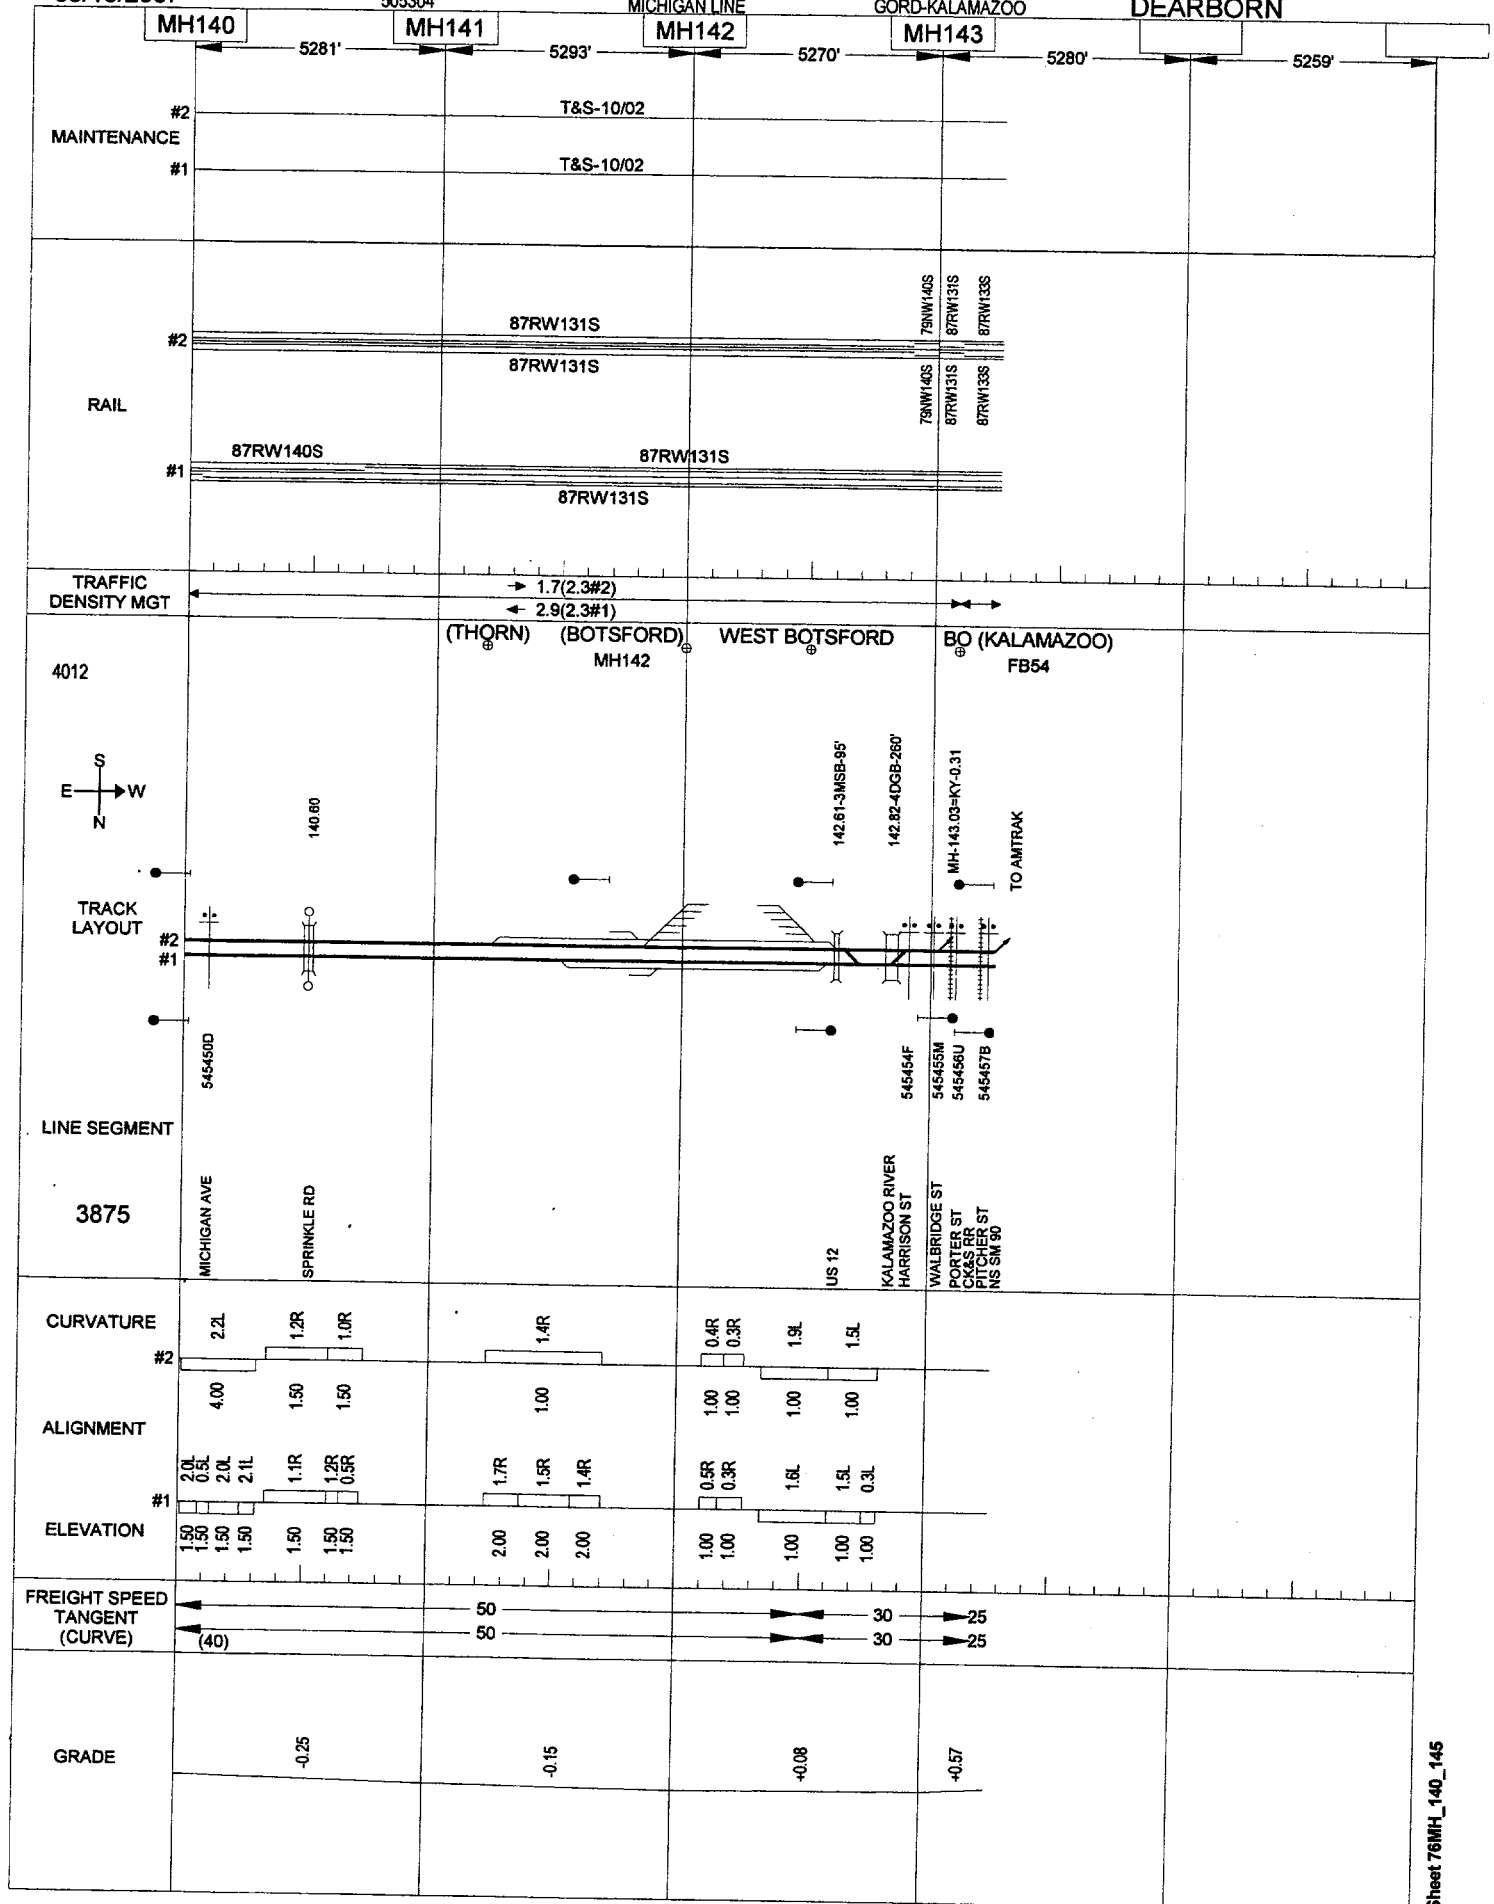 505304 MICHIGAN LINE GORD-KALAMAZOO DEARBORN
MH140 MH141 MH142 MH143
5281' 5293' 5270' 5280' 5259'
#2 T&S-10/02
MAINTENANCE
#1 T&S-10/02
79NW140S 87RW131S 87RW133S
87RW131S
#2
87RW131S
79NW140S 87RW131S 87RW133S
RAIL
87RW140S 87RW131S
#1
87RW131S
TRAFFIC
DENSITY MGT
→ 1.7(2.3#2)
← 2.9(2.3#1)
(THORN) (BOTSFORD) WEST BOTSFORD BO (KALAMAZOO)
MH142 FB54
4012
S
E W
N
140.60
142.61-3MSB-95'
142.82-4DGB-260'
MH-143.03=KY-0.31
TO AMTRAK
TRACK
LAYOUT
#2
#1
545450D
545454F
545455M
545456U
545457B
LINE SEGMENT
3875
MICHIGAN AVE
SPRINKLE RD
US 12
KALAMAZOO RIVER
HARRISON ST
WALBRIDGE ST
PORTER ST
CK&S RR
PITCHER ST
NS SM 90
CURVATURE
2.2L 1.2R 1.0R 1.4R 0.4R 0.3R 1.9L 1.5L
#2
4.00 1.50 1.50 1.00 1.00 1.00 1.00 1.00
ALIGNMENT
2.0L 0.5L 2.0L 2.1L 1.1R 1.2R 0.5R 1.7R 1.5R 1.4R 0.5R 0.3R 1.6L 1.5L 0.3L
#1
ELEVATION
1.50 1.50 1.50 1.50 1.50 1.50 1.50 2.00 2.00 2.00 1.00 1.00 1.00 1.00 1.00
FREIGHT SPEED
TANGENT
(CURVE)
50 30 25
50 30 25
(40)
GRADE
-0.25 -0.15 +0.08 +0.57
Sheet 76MH_140_145